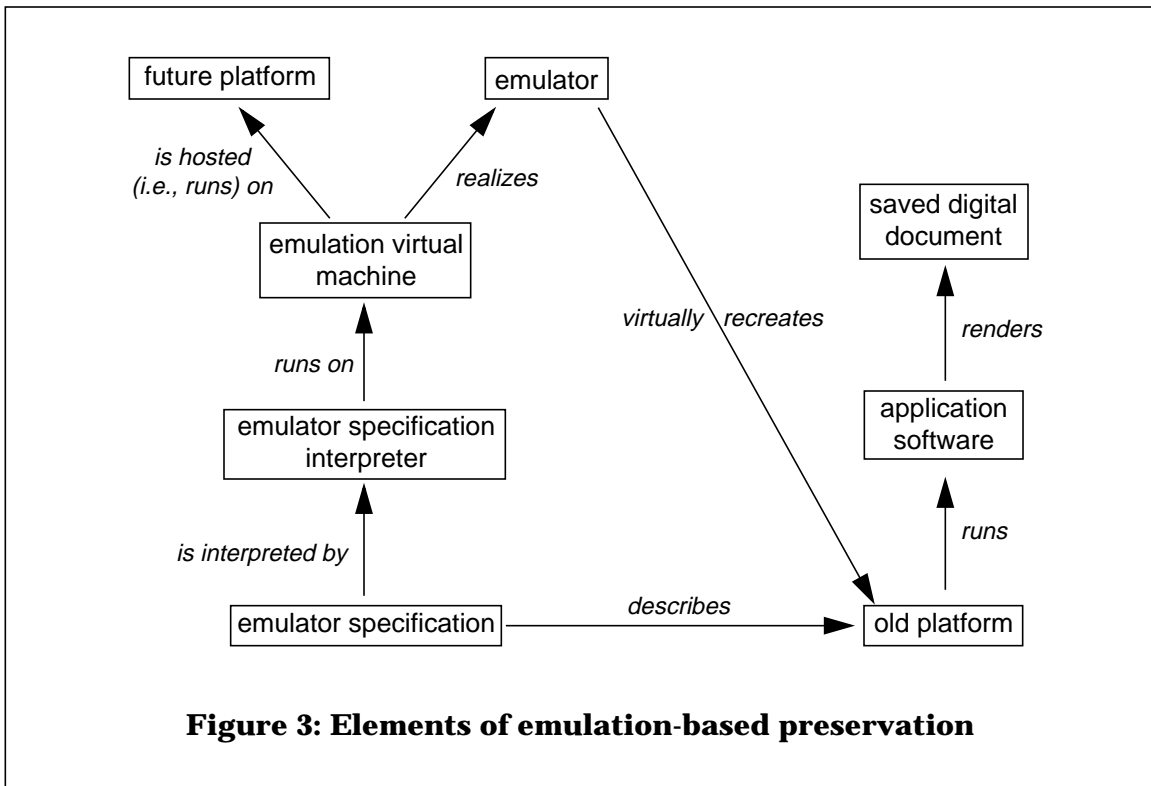 future platform
emulator
is hosted
(i.e., runs) on
realizes
emulation virtual
machine
saved digital
document
virtually recreates
renders
runs on
application
software
emulator specification
interpreter
runs
is interpreted by
describes
emulator specification
old platform
Figure 3: Elements of emulation-based preservation